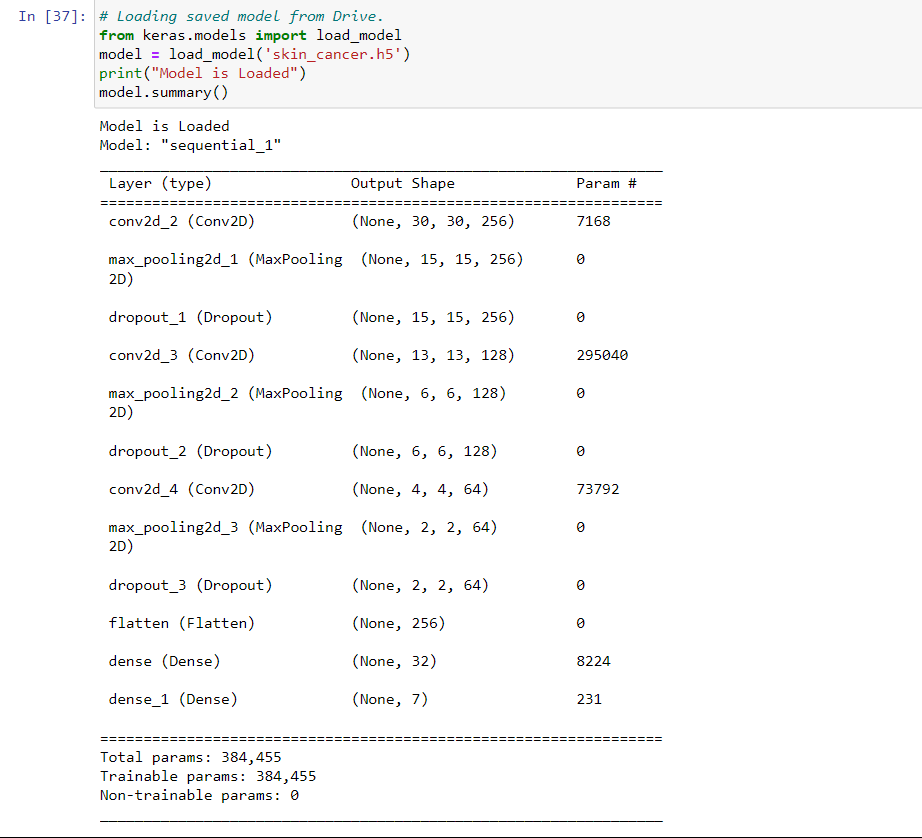 In [37]: # Loading saved model from Drive.
from keras.models import load_model
model = load_model('skin_cancer.h5')
print("Model is Loaded")
model.summary()
Model is Loaded
Model: "sequential_1"
_________________________________________________________________
Layer (type) Output Shape Param #
=================================================================
conv2d_2 (Conv2D) (None, 30, 30, 256) 7168
max_pooling2d_1 (MaxPooling (None, 15, 15, 256) 0
2D)
dropout_1 (Dropout) (None, 15, 15, 256) 0
conv2d_3 (Conv2D) (None, 13, 13, 128) 295040
max_pooling2d_2 (MaxPooling (None, 6, 6, 128) 0
2D)
dropout_2 (Dropout) (None, 6, 6, 128) 0
conv2d_4 (Conv2D) (None, 4, 4, 64) 73792
max_pooling2d_3 (MaxPooling (None, 2, 2, 64) 0
2D)
dropout_3 (Dropout) (None, 2, 2, 64) 0
flatten (Flatten) (None, 256) 0
dense (Dense) (None, 32) 8224
dense_1 (Dense) (None, 7) 231
=================================================================
Total params: 384,455
Trainable params: 384,455
Non-trainable params: 0
_________________________________________________________________